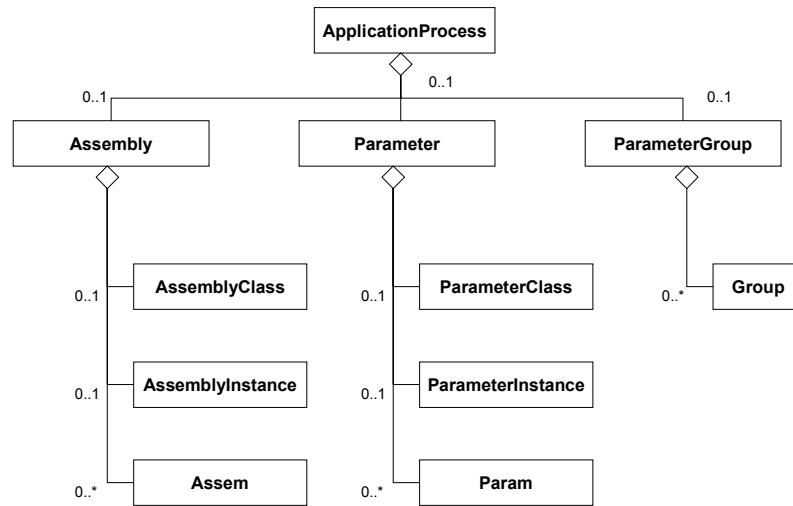 ApplicationProcess
0..1
0..1
0..1
Assembly
Parameter
ParameterGroup
0..1
AssemblyClass
0..1
ParameterClass
0..*
Group
0..1
AssemblyInstance
0..1
ParameterInstance
0..*
Assem
0..*
Param